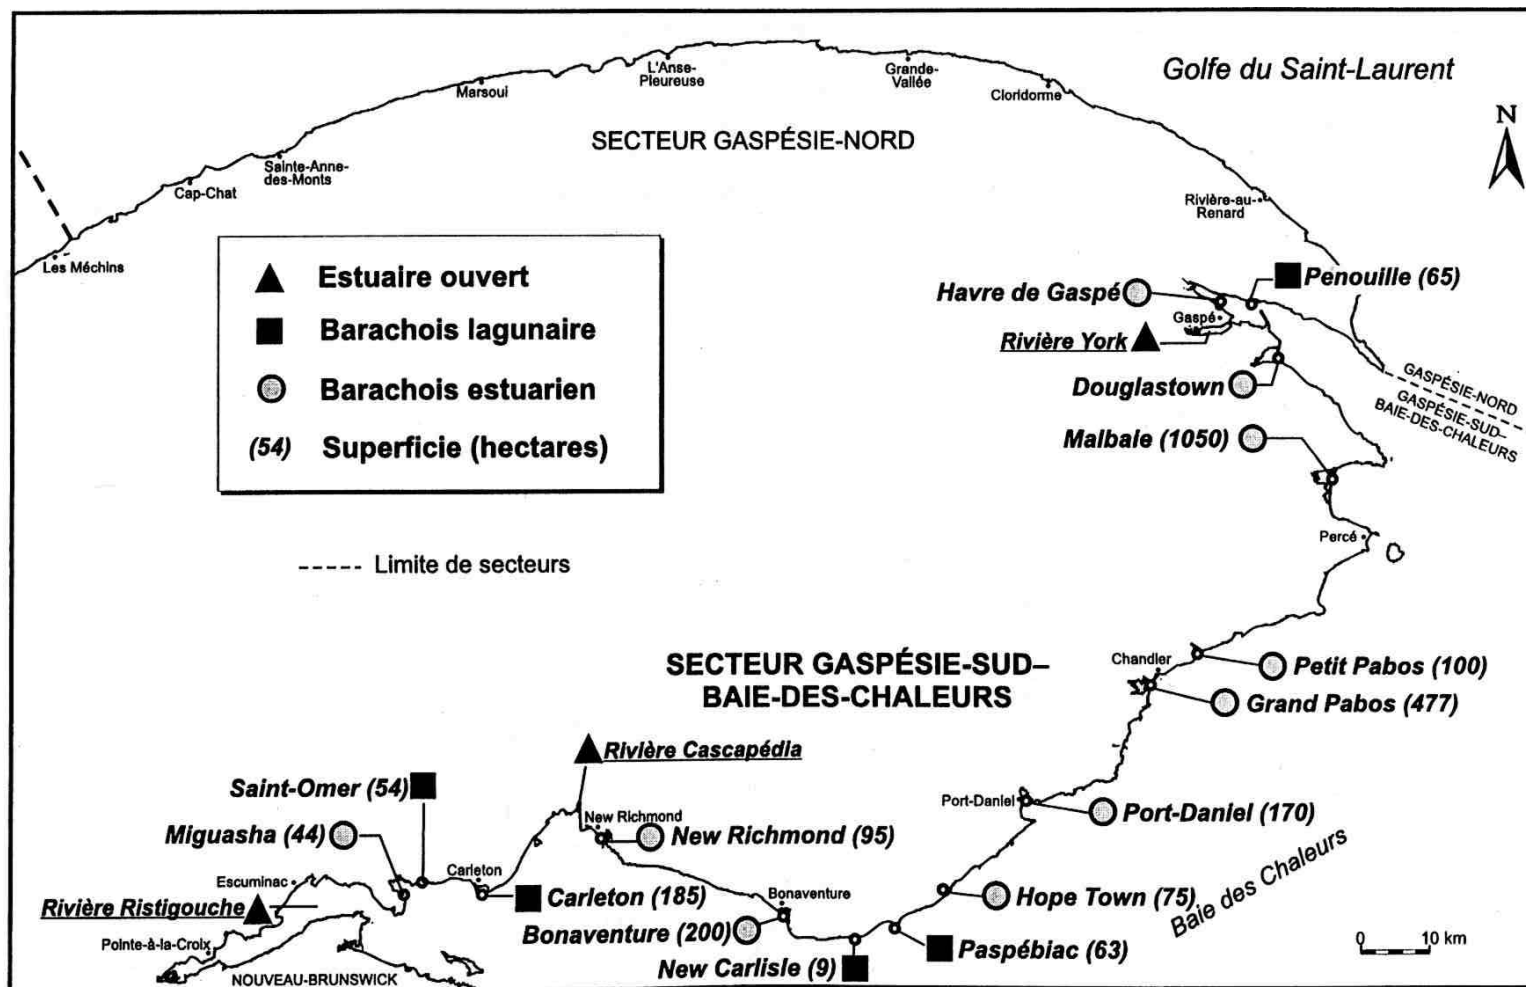 Golfe du Saint-Laurent
N
L'Anse-
Pleureuse
Grande-
Vallée
Marsoui
Cloridorme
SECTEUR GASPÉSIE-NORD
Sainte-Anne-
des-Monts
Cap-Chat
Rivière-au-
Renard
Les Méchins
Estuaire ouvert
Barachois lagunaire
Barachois estuarien
(54) Superficie (hectares)
Limite de secteurs
Penouille (65)
Havre de Gaspé
Gaspé
Rivière York
Douglastown
GASPÉSIE-NORD
GASPÉSIE-SUD–
BAIE-DES-CHALEURS
Malbaie (1050)
Percé
SECTEUR GASPÉSIE-SUD–
BAIE-DES-CHALEURS
Chandler
Petit Pabos (100)
Grand Pabos (477)
Rivière Cascapédia
Saint-Omer (54)
Port-Daniel
Port-Daniel (170)
New Richmond
New Richmond (95)
Miguasha (44)
Baie des Chaleurs
Carleton
Escuminac
Carleton (185)
Bonaventure
Hope Town (75)
Rivière Ristigouche
Bonaventure (200)
Paspébiac (63)
Pointe-à-la-Croix
New Carlisle (9)
NOUVEAU-BRUNSWICK
0 10 km